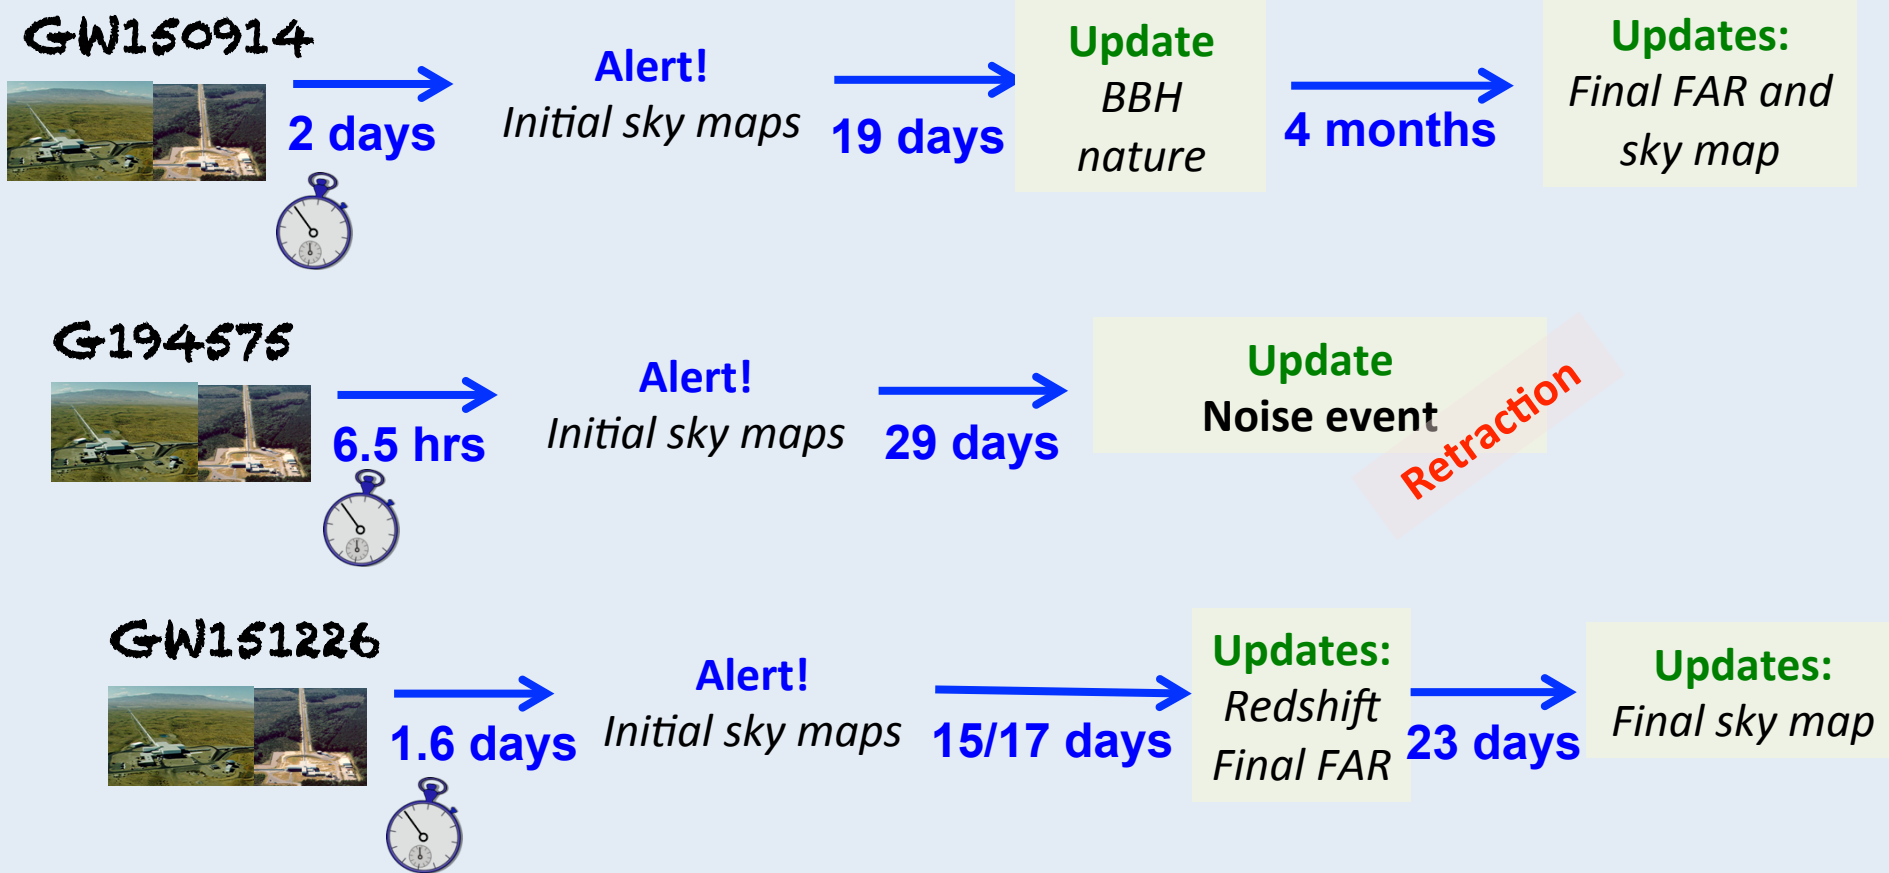 GW150914
2 days
Alert!
Initial sky maps
19 days
Update
BBH
nature
4 months
Updates:
Final FAR and
sky map
G194575
6.5 hrs
Alert!
Initial sky maps
29 days
Update
Noise event
Retraction
GW151226
1.6 days
Alert!
Initial sky maps
15/17 days
Updates:
Redshift
Final FAR
23 days
Updates:
Final sky map